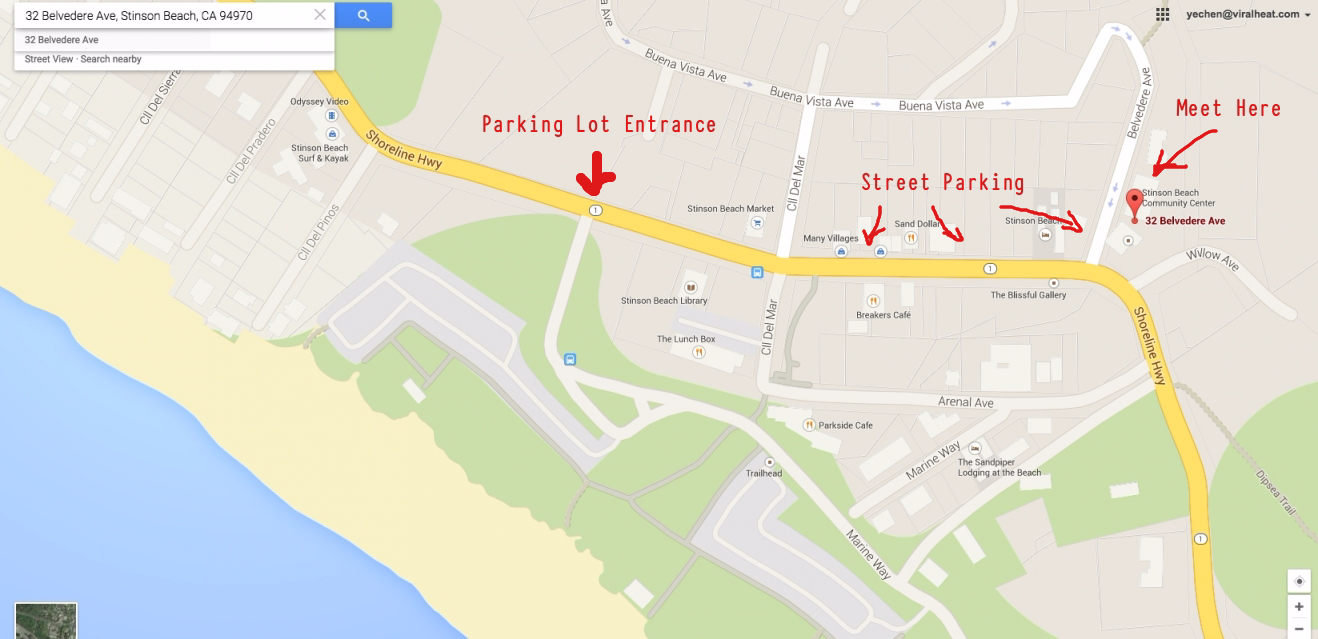 32 Belvedere Ave, Stinson Beach, CA 94970
32 Belvedere Ave
Street View · Search nearby
yechen@viralheat.com
Ave
Buena Vista Ave
Buena Vista Ave
Buena Vista Ave
Belvedere Ave
Meet Here
Parking Lot Entrance
Street Parking
Cll Del Sierra
Odyssey Video
Stinson Beach
Surf & Kayak
Cll Del Pradero
Cll Del Pinos
Shoreline Hwy
1
Stinson Beach Market
Cll Del Mar
Many Villages
Sand Dollar
Stinson Beach
Stinson Beach
Community Center
32 Belvedere Ave
Willow Ave
1
The Blissful Gallery
Stinson Beach Library
Breakers Café
Cll Del Mar
The Lunch Box
Shoreline Hwy
Arenal Ave
Parkside Cafe
Marine Way
The Sandpiper
Lodging at the Beach
Trailhead
Dipsea Trail
Marine Way
1
+
−